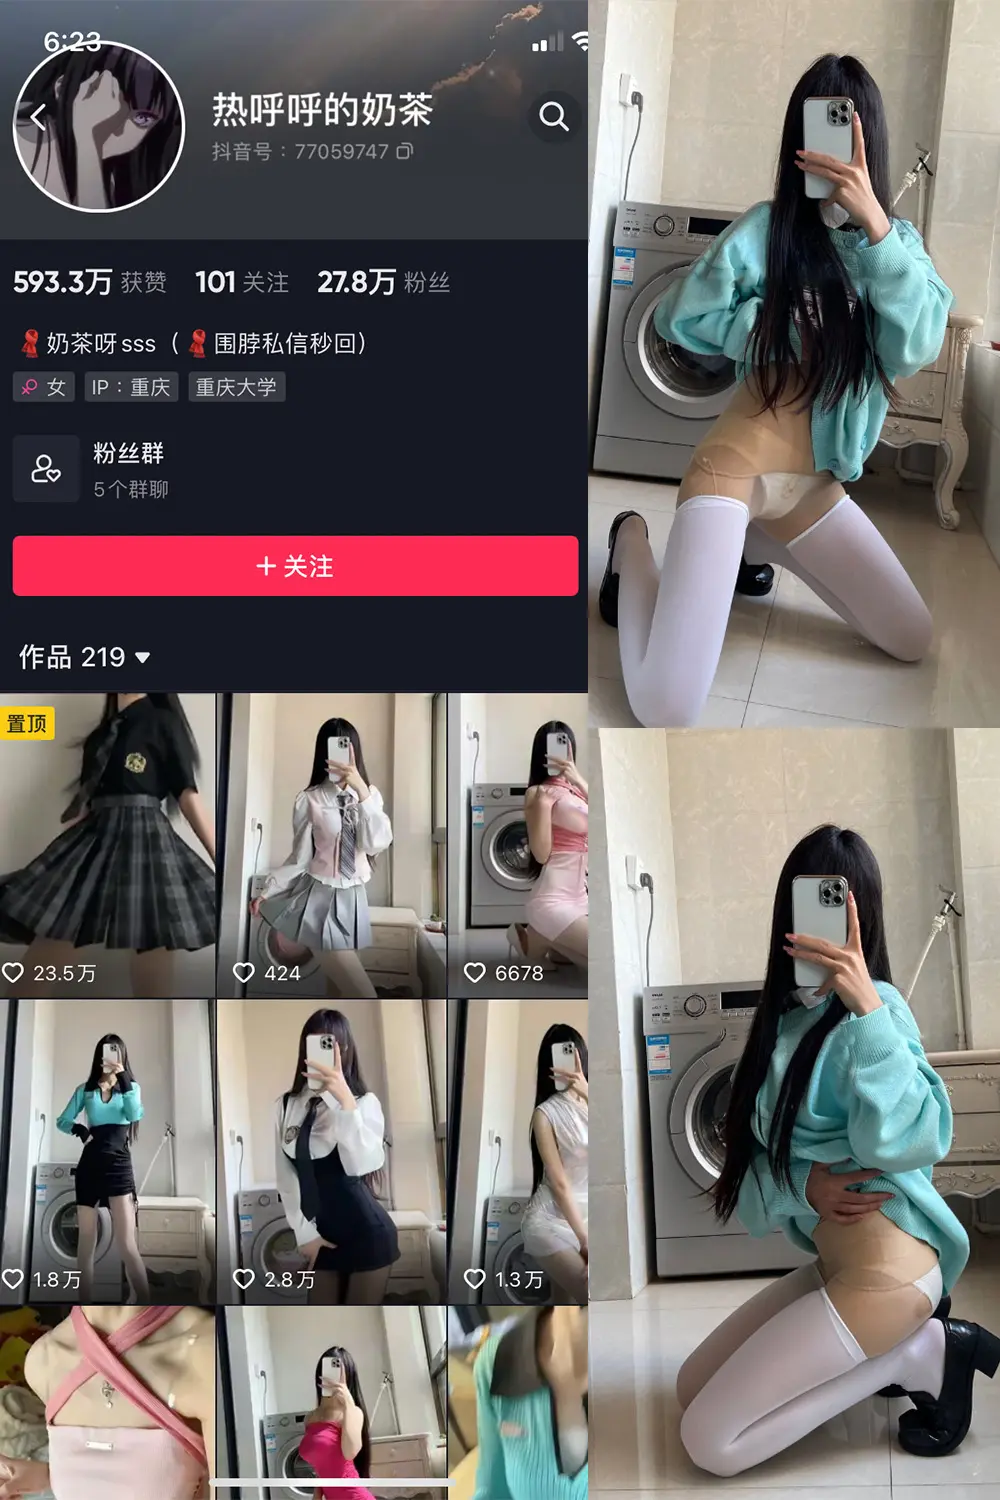 6:23
热呼呼的奶茶
抖音号：77059747
593.3万 获赞 101 关注 27.8万 粉丝
奶茶呀sss（围脖私信秒回）
女 IP：重庆 重庆大学
粉丝群
5个群聊
+ 关注
作品 219
置顶
23.5万 424 6678
1.8万 2.8万 1.3万